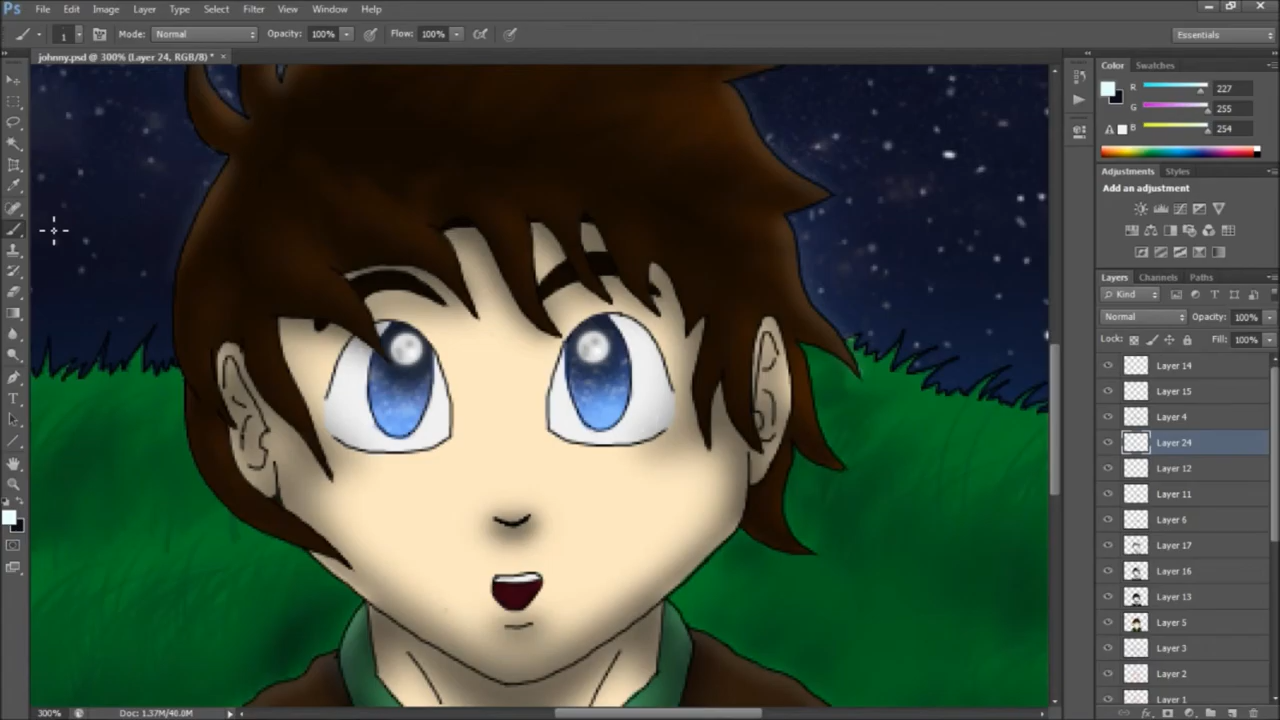 Ps File Edit Image Layer Type Select Filter View Window Help
1 Mode: Normal Opacity: 100% Flow: 100% Essentials
johnny.psd @ 300% (Layer 24, RGB/8) * ×
Color Swatches
R 227
G 255
B 254
Adjustments Styles
Add an adjustment
Layers Channels Paths
Kind
Normal Opacity: 100%
Lock: Fill: 100%
Layer 14
Layer 15
Layer 4
Layer 24
Layer 12
Layer 11
Layer 6
Layer 17
Layer 16
Layer 13
Layer 5
Layer 3
Layer 2
Layer 1
300% Doc: 1.37M/40.0M